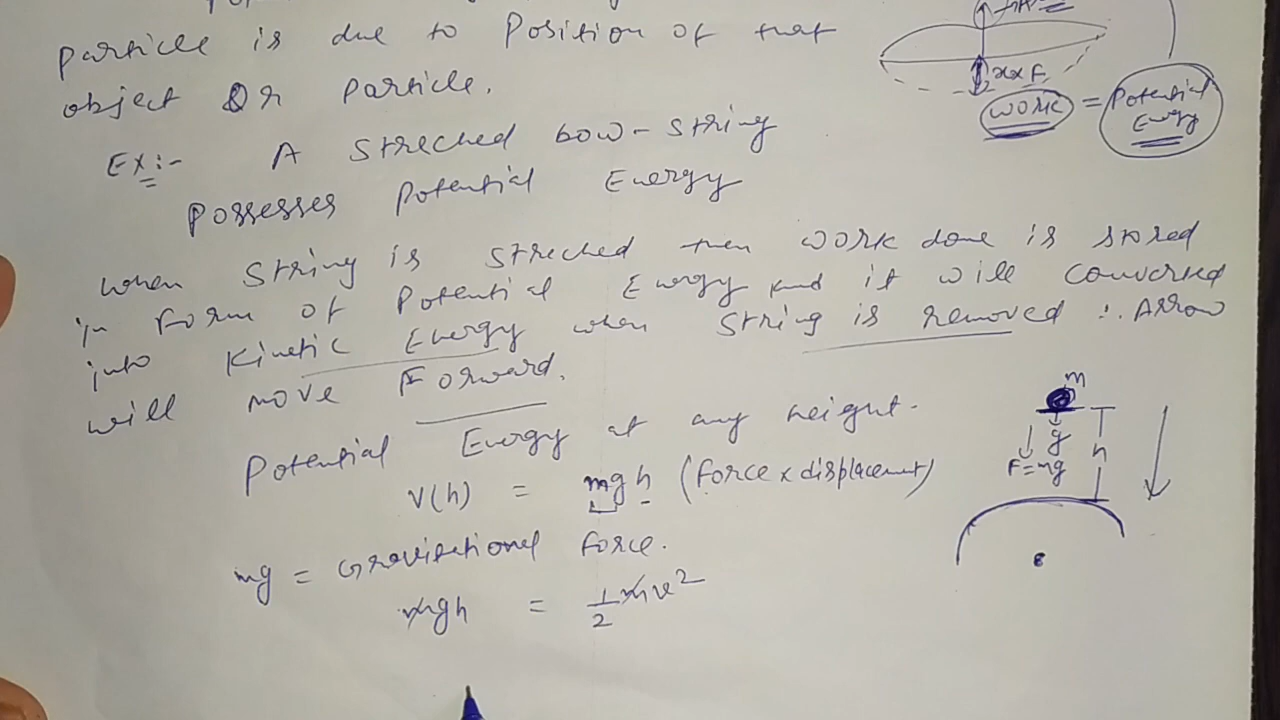 particle is due to Position of that
object OR particle.
Ex:- A streched bow-string
Possesses Potential Energy
when string is streched then work done is stored
in Form of Potential Energy and it will converted
into Kinetic Energy when string is removed ∴ Arrow
will move Forward.
Potential Energy at any height.
V(h) = mgh (Force x displacement)
mg = Gravitational force.
mgh = 1/2 mv²
x x F
work = Potential
Energy
m
g
h
F=mg